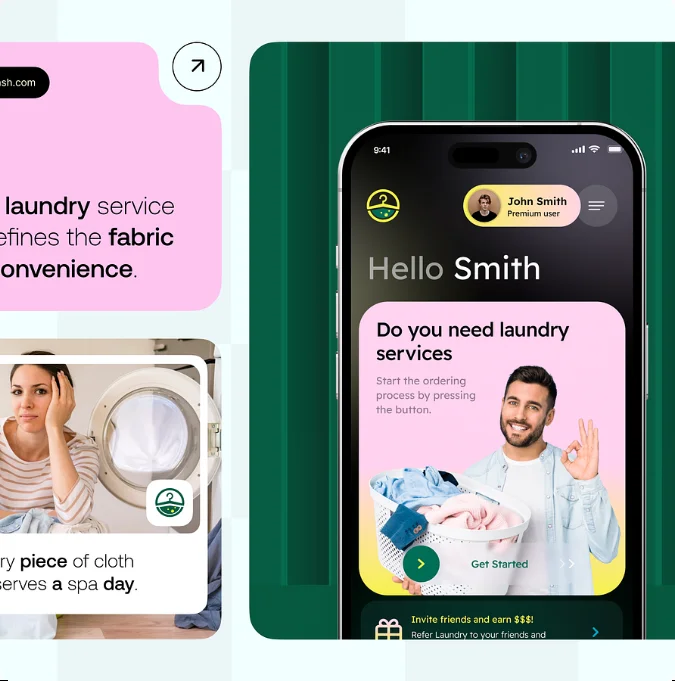 sh.com
laundry service
efines the fabric
onvenience.
ry piece of cloth
serves a spa day.
9:41
John Smith
Premium user
Hello Smith
Do you need laundry
services
Start the ordering
process by pressing
the button.
Get Started
Invite friends and earn $$$!
Refer Laundry to your friends and